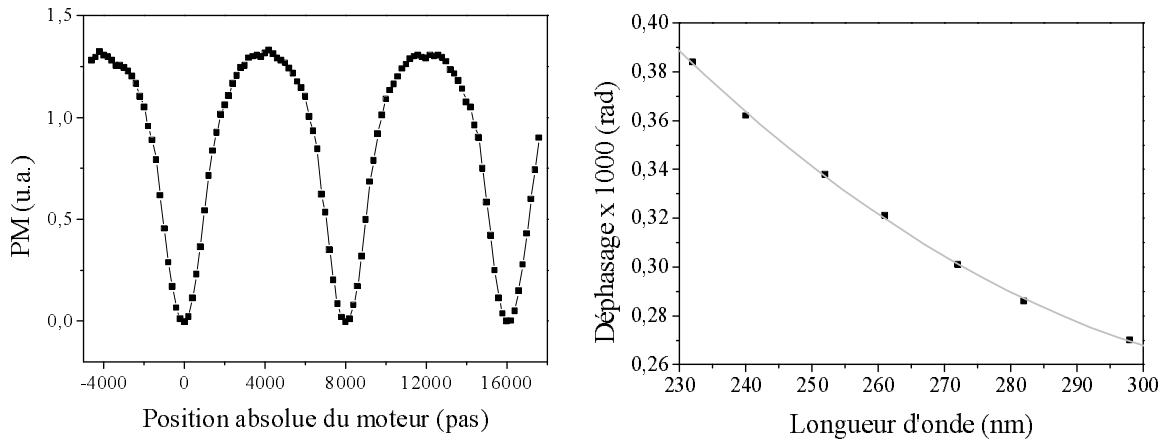 1,5
1,0
0,5
0,0
PM (u.a.)
-4000 0 4000 8000 12000 16000
Position absolue du moteur (pas)
0,40
0,38
0,36
0,34
0,32
0,30
0,28
0,26
Déphasage x 1000 (rad)
230 240 250 261 270 280 290 300
Longueur d'onde (nm)